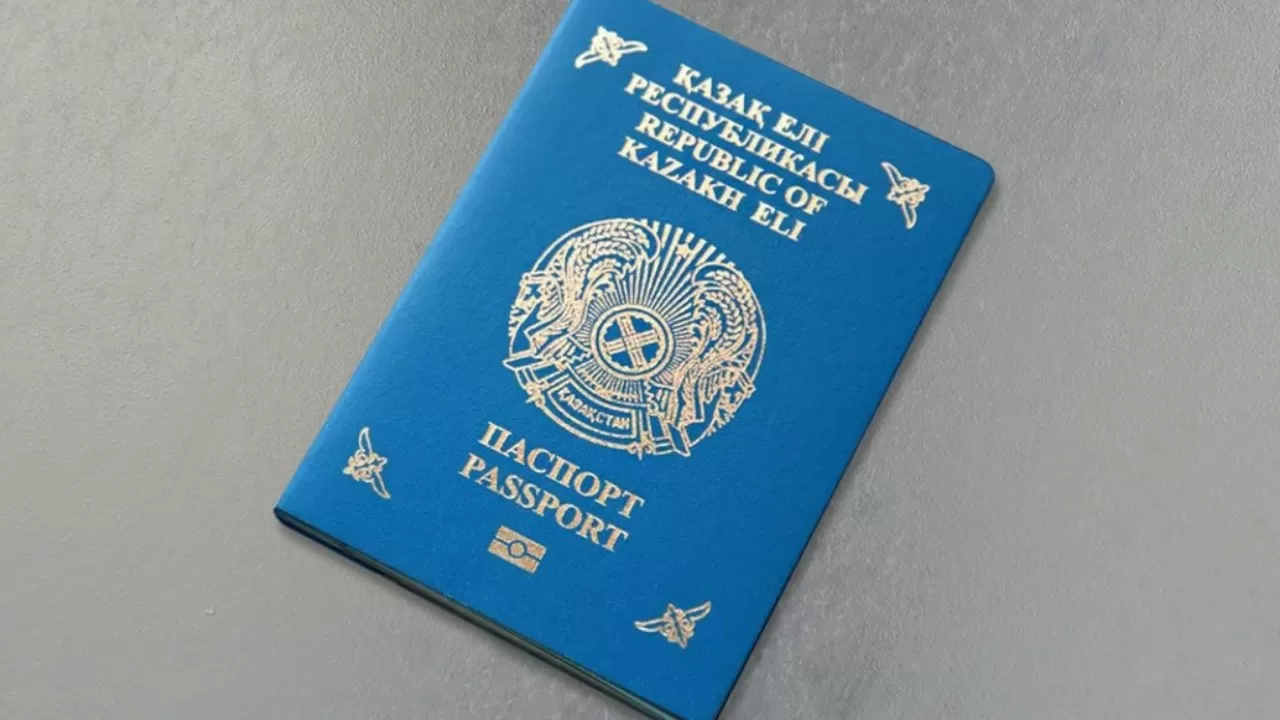 ҚАЗАҚ ЕЛІ
РЕСПУБЛИКАСЫ
REPUBLIC OF
KAZAKH ELI
ҚАЗАҚСТАН
ПАСПОРТ
PASSPORT